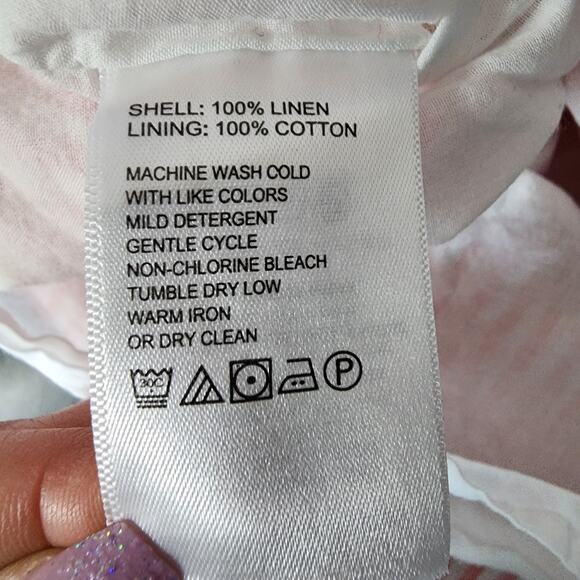 SHELL: 100% LINEN
LINING: 100% COTTON
MACHINE WASH COLD
WITH LIKE COLORS
MILD DETERGENT
GENTLE CYCLE
NON-CHLORINE BLEACH
TUMBLE DRY LOW
WARM IRON
OR DRY CLEAN
30C P